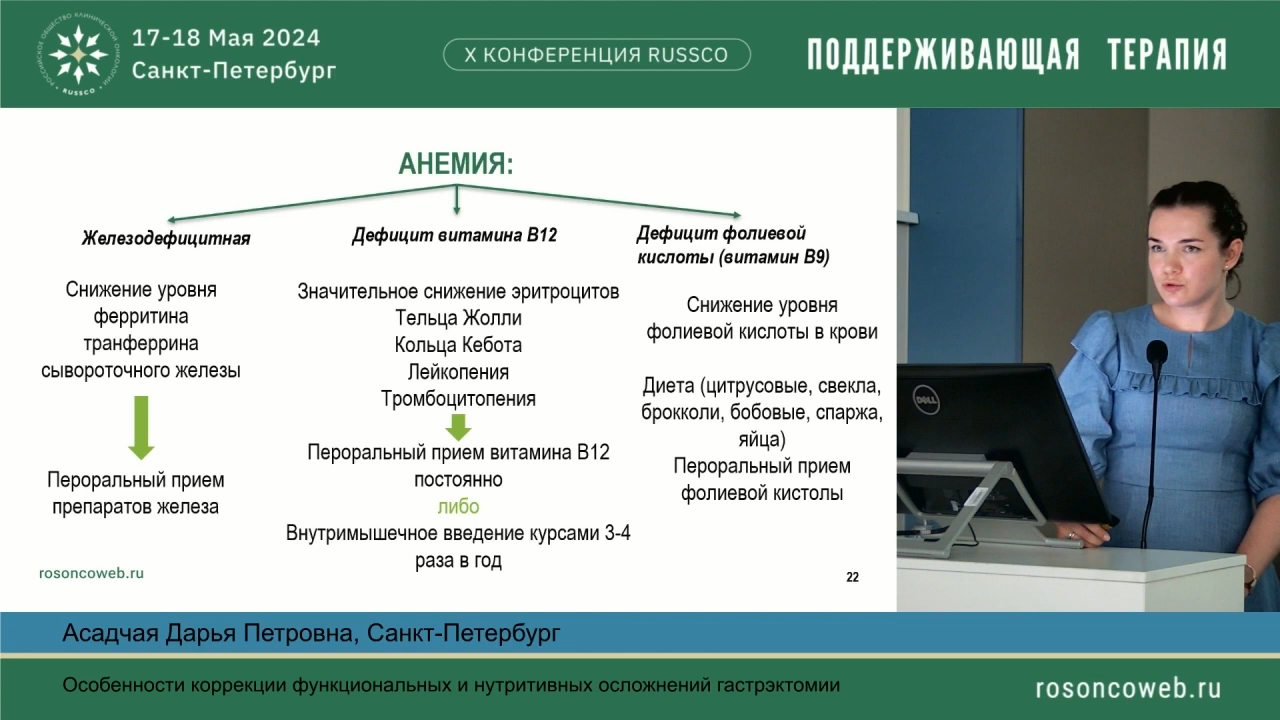 17-18 Мая 2024
Санкт-Петербург
RUSSCO
X КОНФЕРЕНЦИЯ RUSSCO
ПОДДЕРЖИВАЮЩАЯ ТЕРАПИЯ
АНЕМИЯ:
Железодефицитная
Снижение уровня
ферритина
транферрина
сывороточного железы
Пероральный прием
препаратов железа
Дефицит витамина В12
Значительное снижение эритроцитов
Тельца Жолли
Кольца Кебота
Лейкопения
Тромбоцитопения
Пероральный прием витамина В12
постоянно
либо
Внутримышечное введение курсами 3-4
раза в год
Дефицит фолиевой
кислоты (витамин В9)
Снижение уровня
фолиевой кислоты в крови
Диета (цитрусовые, свекла,
брокколи, бобовые, спаржа,
яйца)
Пероральный прием
фолиевой кистолы
rosoncoweb.ru
22
DELL
Асадчая Дарья Петровна, Санкт-Петербург
Особенности коррекции функциональных и нутритивных осложнений гастрэктомии
rosoncoweb.ru